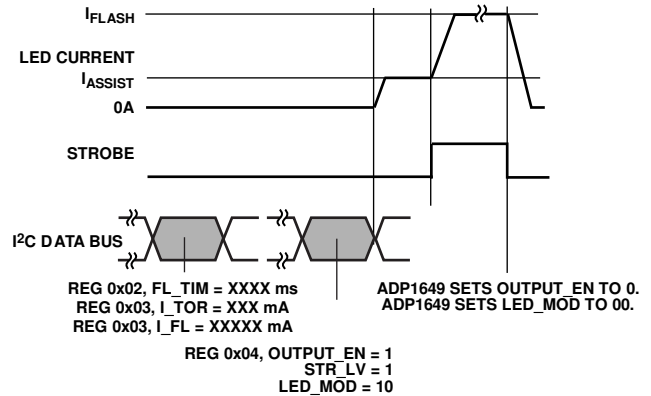 IFLASH
LED CURRENT
IASSIST
0A
STROBE
I2C DATA BUS
REG 0x02, FL_TIM = XXXX ms
REG 0x03, I_TOR = XXX mA
REG 0x03, I_FL = XXXXX mA
ADP1649 SETS OUTPUT_EN TO 0.
ADP1649 SETS LED_MOD TO 00.
REG 0x04, OUTPUT_EN = 1
STR_LV = 1
LED_MOD = 10